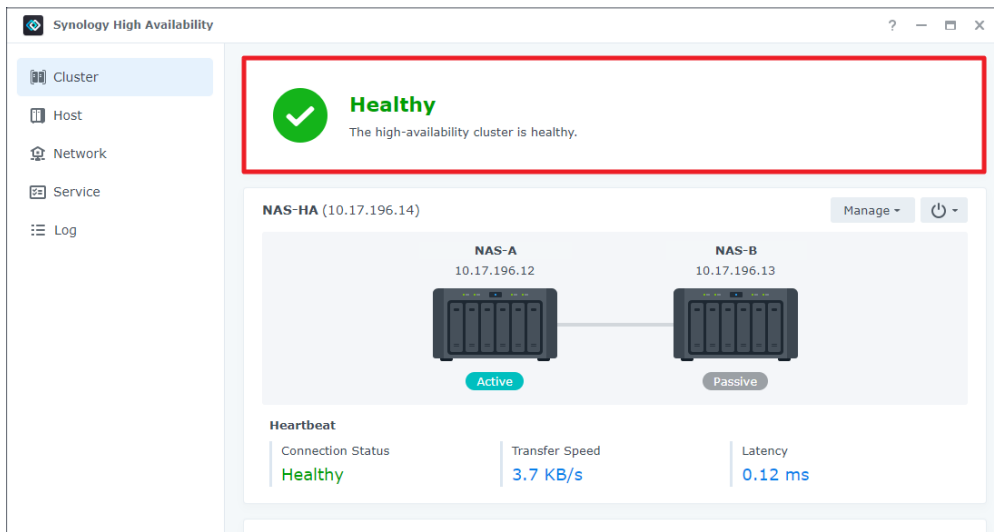 Synology High Availability
Cluster
Host
Network
Service
Log
Healthy
The high-availability cluster is healthy.
NAS-HA (10.17.196.14)
Manage
NAS-A
10.17.196.12
Active
NAS-B
10.17.196.13
Passive
Heartbeat
Connection Status
Healthy
Transfer Speed
3.7 KB/s
Latency
0.12 ms